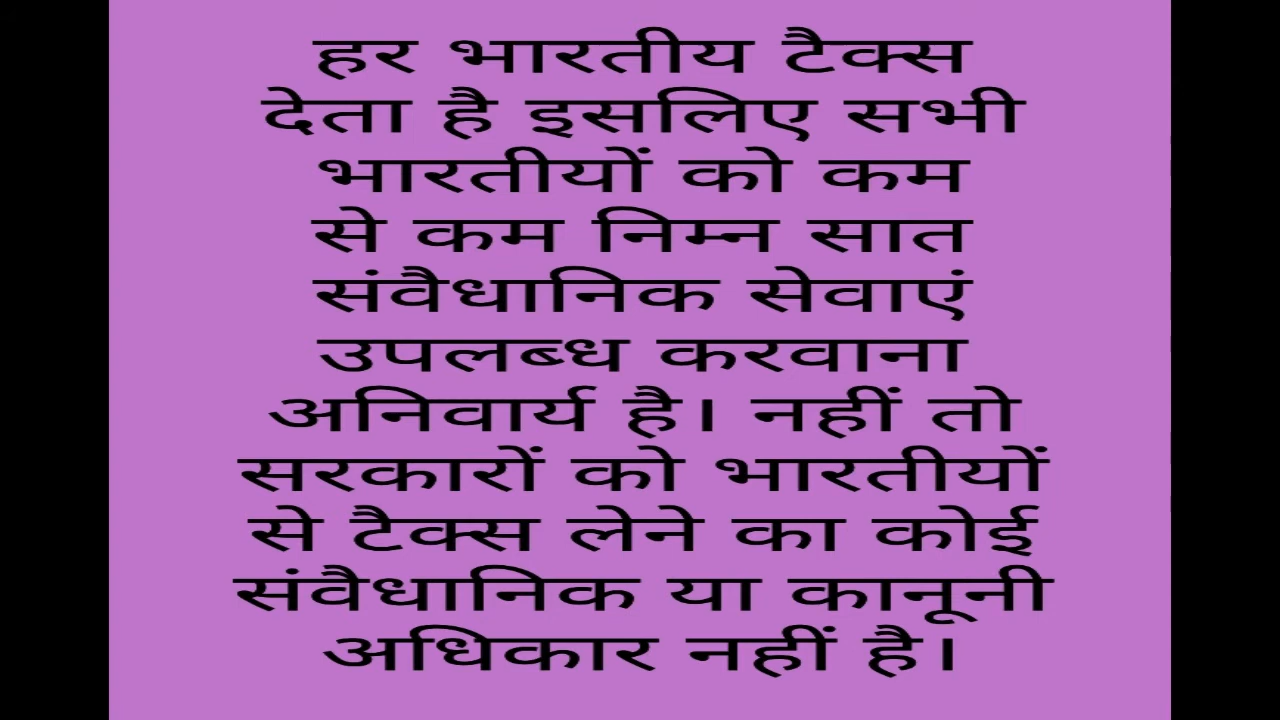 हर भारतीय टैक्स
देता है इसलिए सभी
भारतीयों को कम
से कम निम्न सात
संवैधानिक सेवाएं
उपलब्ध करवाना
अनिवार्य है। नहीं तो
सरकारों को भारतीयों
से टैक्स लेने का कोई
संवैधानिक या कानूनी
अधिकार नहीं है।